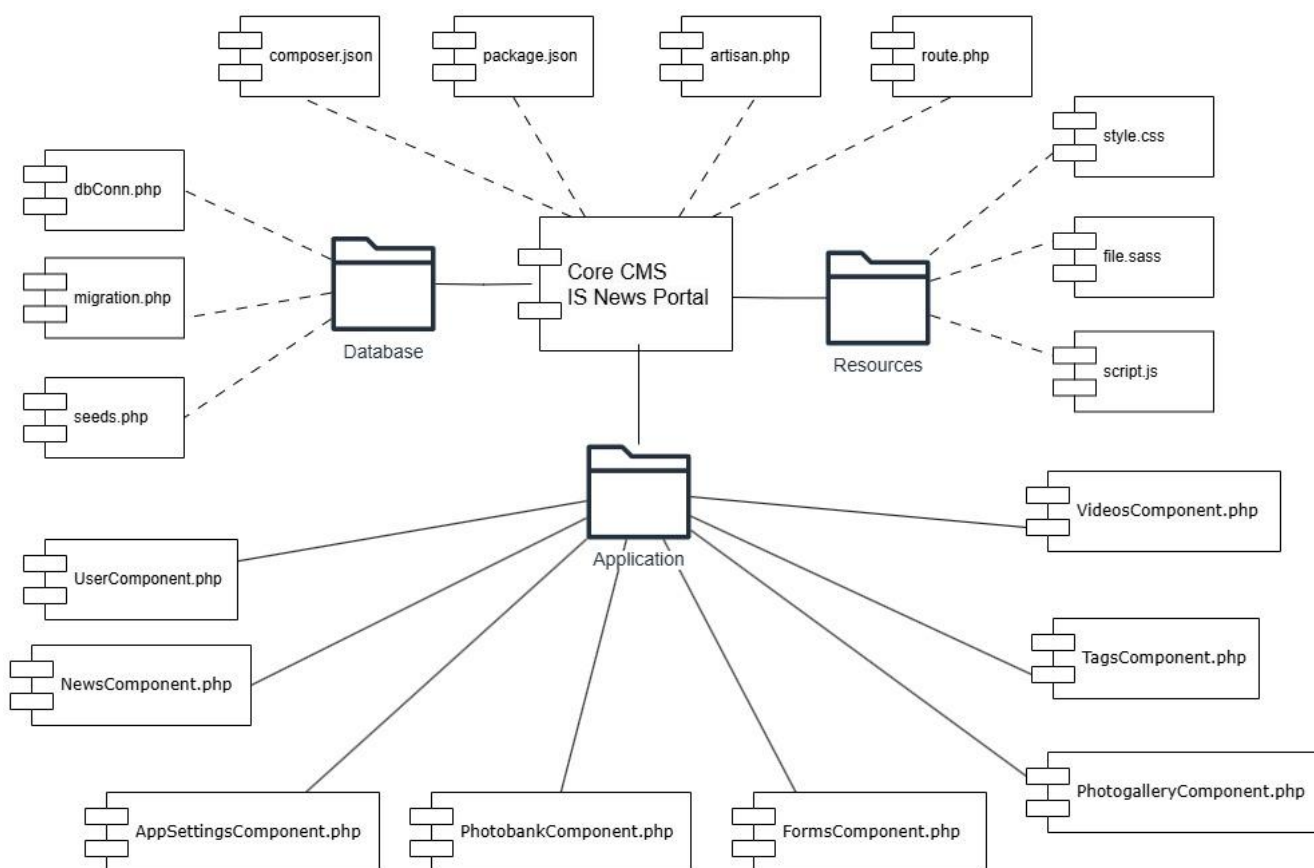 composer.json
package.json
artisan.php
route.php
style.css
dbConn.php
file.sass
migration.php
Core CMS
IS News Portal
Database
Resources
script.js
seeds.php
VideosComponent.php
Application
UserComponent.php
TagsComponent.php
NewsComponent.php
PhotogalleryComponent.php
AppSettingsComponent.php
PhotobankComponent.php
FormsComponent.php